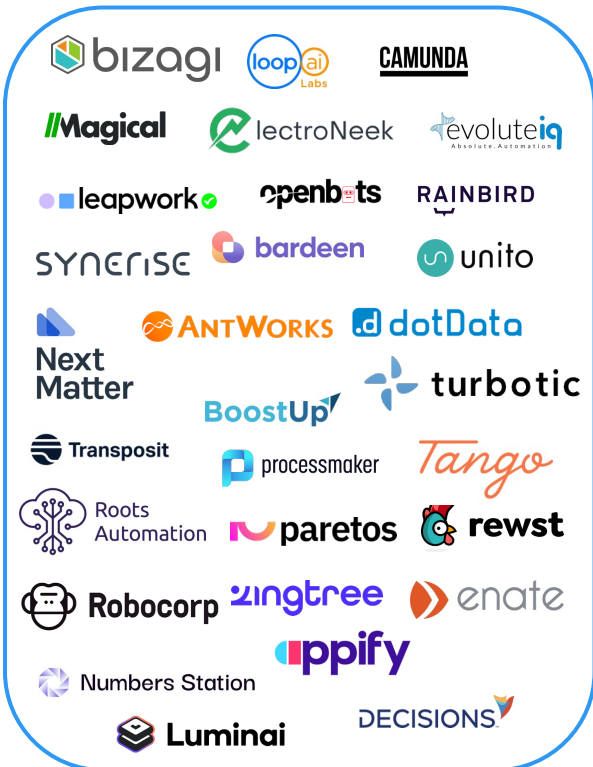 bizagi
loop ai
Labs
CAMUNDA
Magical
lectroNeek
evoluteiq
Absolute.Automation
leapwork
openbots
RAINBIRD
SYNERISE
bardeen
unito
ANTWORKS
.d dotData
Next
Matter
turbotic
BoostUp
Transposit
processmaker
Tango
Roots
Automation
paretos
rewst
Robocorp
zingtree
enate
appify
Numbers Station
DECISIONS
Luminai